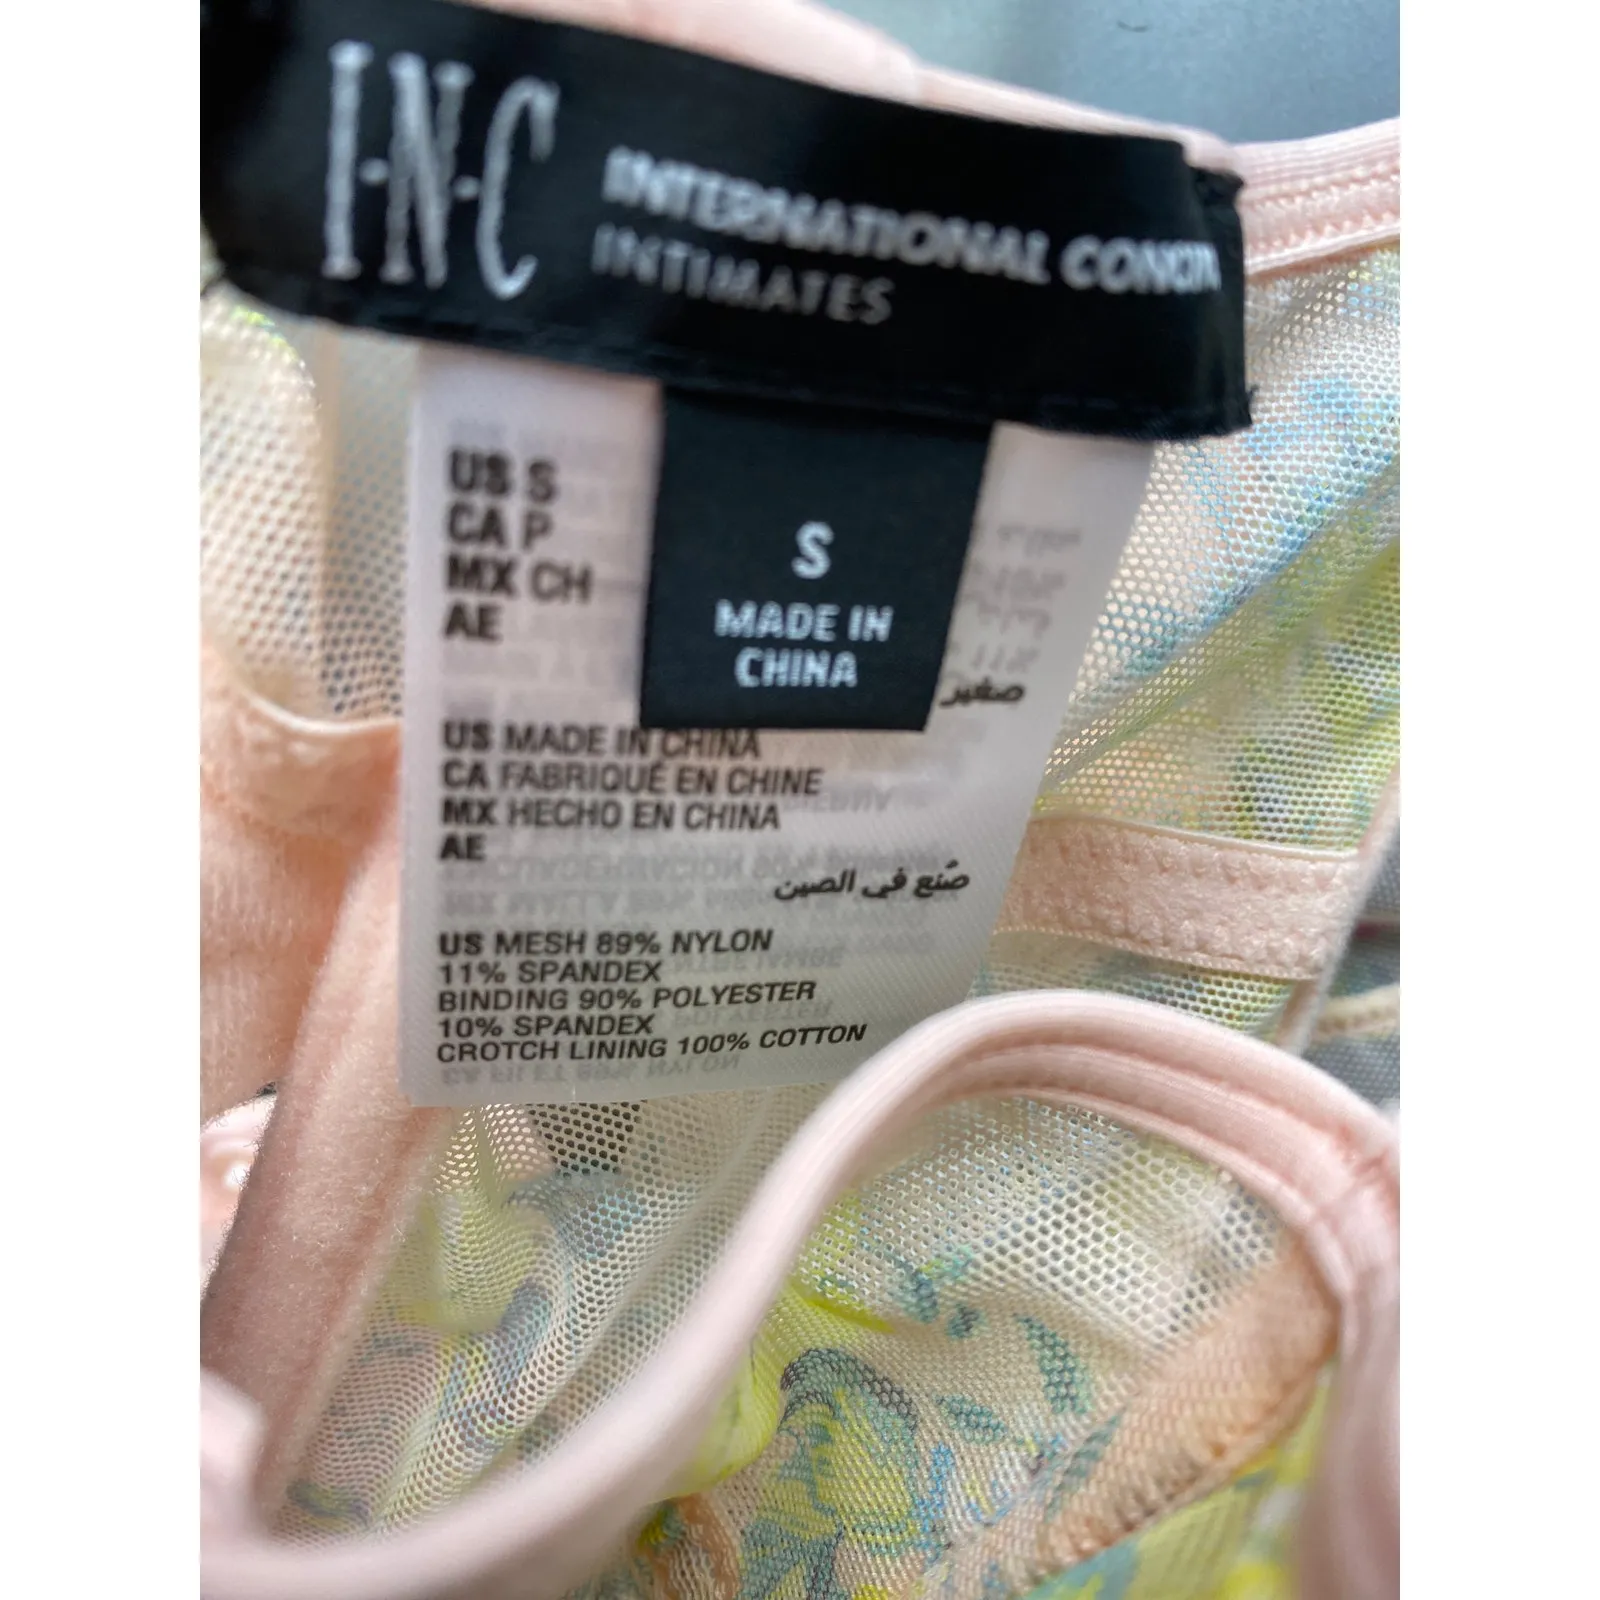 I·N·C
INTERNATIONAL
INTIMATES
S
MADE IN
CHINA
US S
CA P
MX CH
AE
صغير
US MADE IN CHINA
CA FABRIQUÉ EN CHINE
MX HECHO EN CHINA
AE
صُنع في الصين
US MESH 89% NYLON
11% SPANDEX
BINDING 90% POLYESTER
10% SPANDEX
CROTCH LINING 100% COTTON